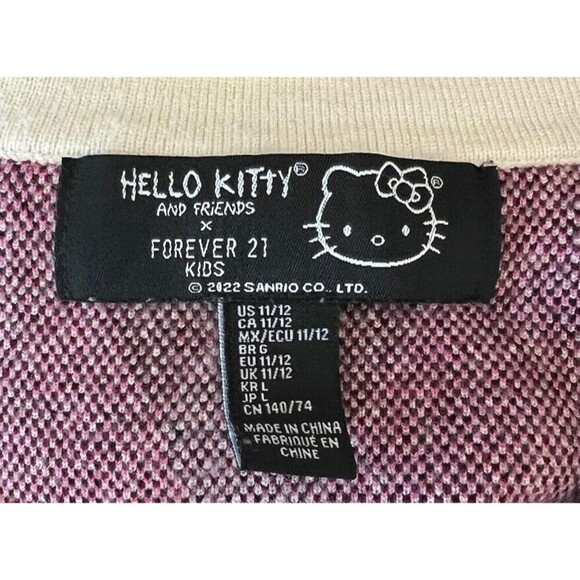 HELLO KITTY®
AND FRIENDS
x
FOREVER 21
KIDS
© 2022 SANRIO CO., LTD.
®
US 11/12
CA 11/12
MX/ECU 11/12
BR G
EU 11/12
UK 11/12
KR L
JP L
CN 140/74
MADE IN CHINA
FABRIQUÉ EN
CHINE